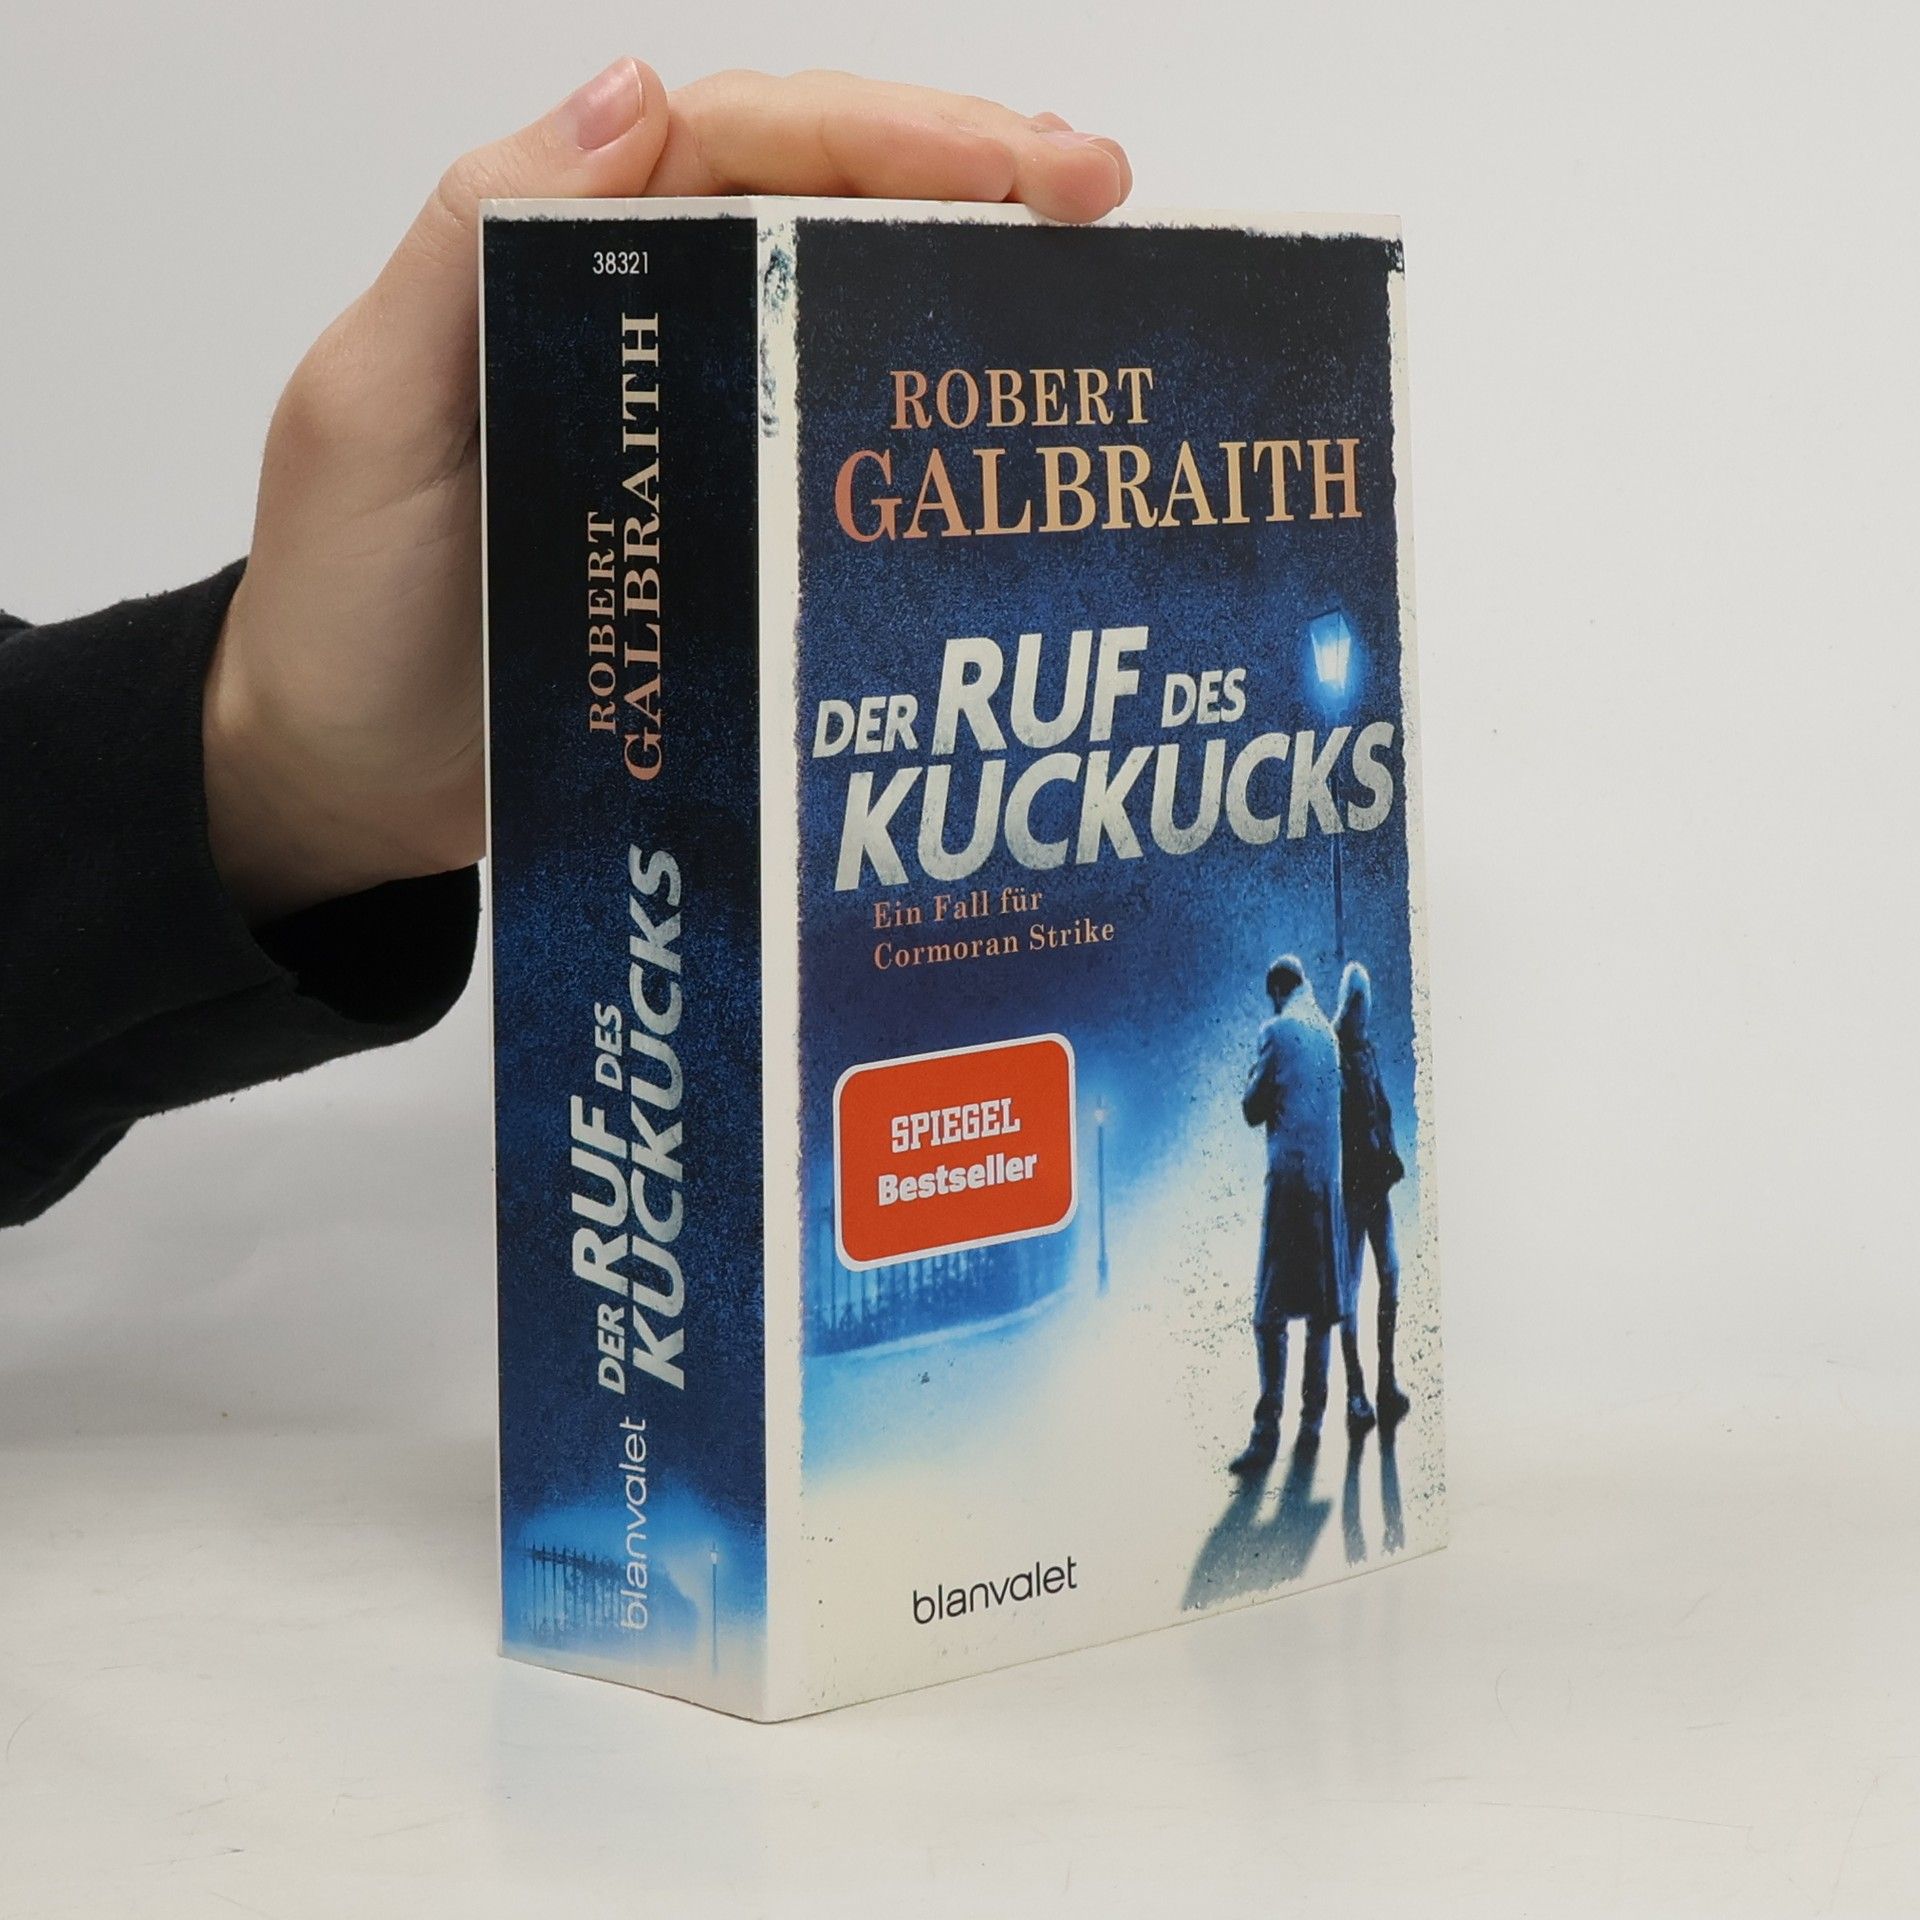 38321
ROBERT
GALBRAITH
DER RUF DES
KUCKUCKS
blanvalet
ROBERT
GALBRAITH
DER RUF DES
KUCKUCKS
Ein Fall für
Cormoran Strike
SPIEGEL
Bestseller
blanvalet